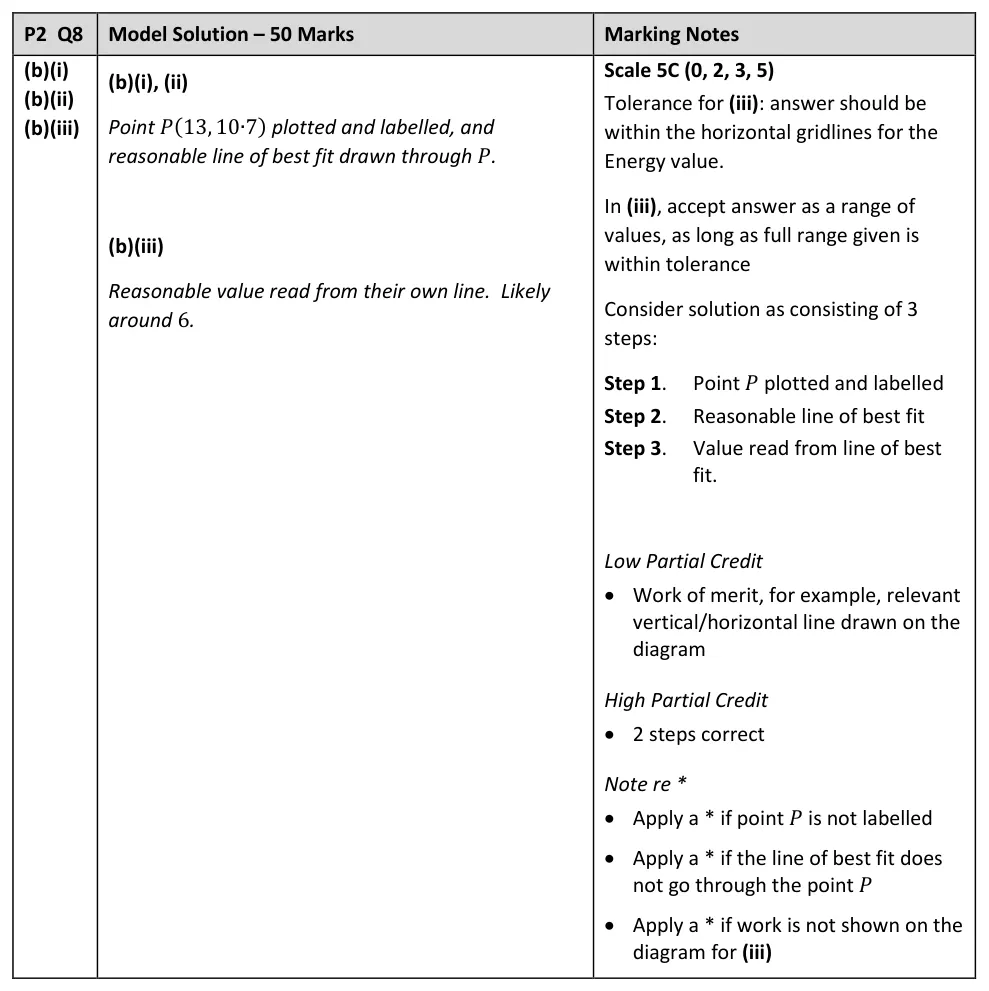 P2 Q8 Model Solution – 50 Marks Marking Notes
(b)(i)
(b)(ii)
(b)(iii)
(b)(i), (ii)
Point P(13, 10·7) plotted and labelled, and
reasonable line of best fit drawn through P.
(b)(iii)
Reasonable value read from their own line. Likely
around 6.
Scale 5C (0, 2, 3, 5)
Tolerance for (iii): answer should be
within the horizontal gridlines for the
Energy value.
In (iii), accept answer as a range of
values, as long as full range given is
within tolerance
Consider solution as consisting of 3
steps:
Step 1. Point P plotted and labelled
Step 2. Reasonable line of best fit
Step 3. Value read from line of best
fit.
Low Partial Credit
• Work of merit, for example, relevant
vertical/horizontal line drawn on the
diagram
High Partial Credit
• 2 steps correct
Note re *
• Apply a * if point P is not labelled
• Apply a * if the line of best fit does
not go through the point P
• Apply a * if work is not shown on the
diagram for (iii)